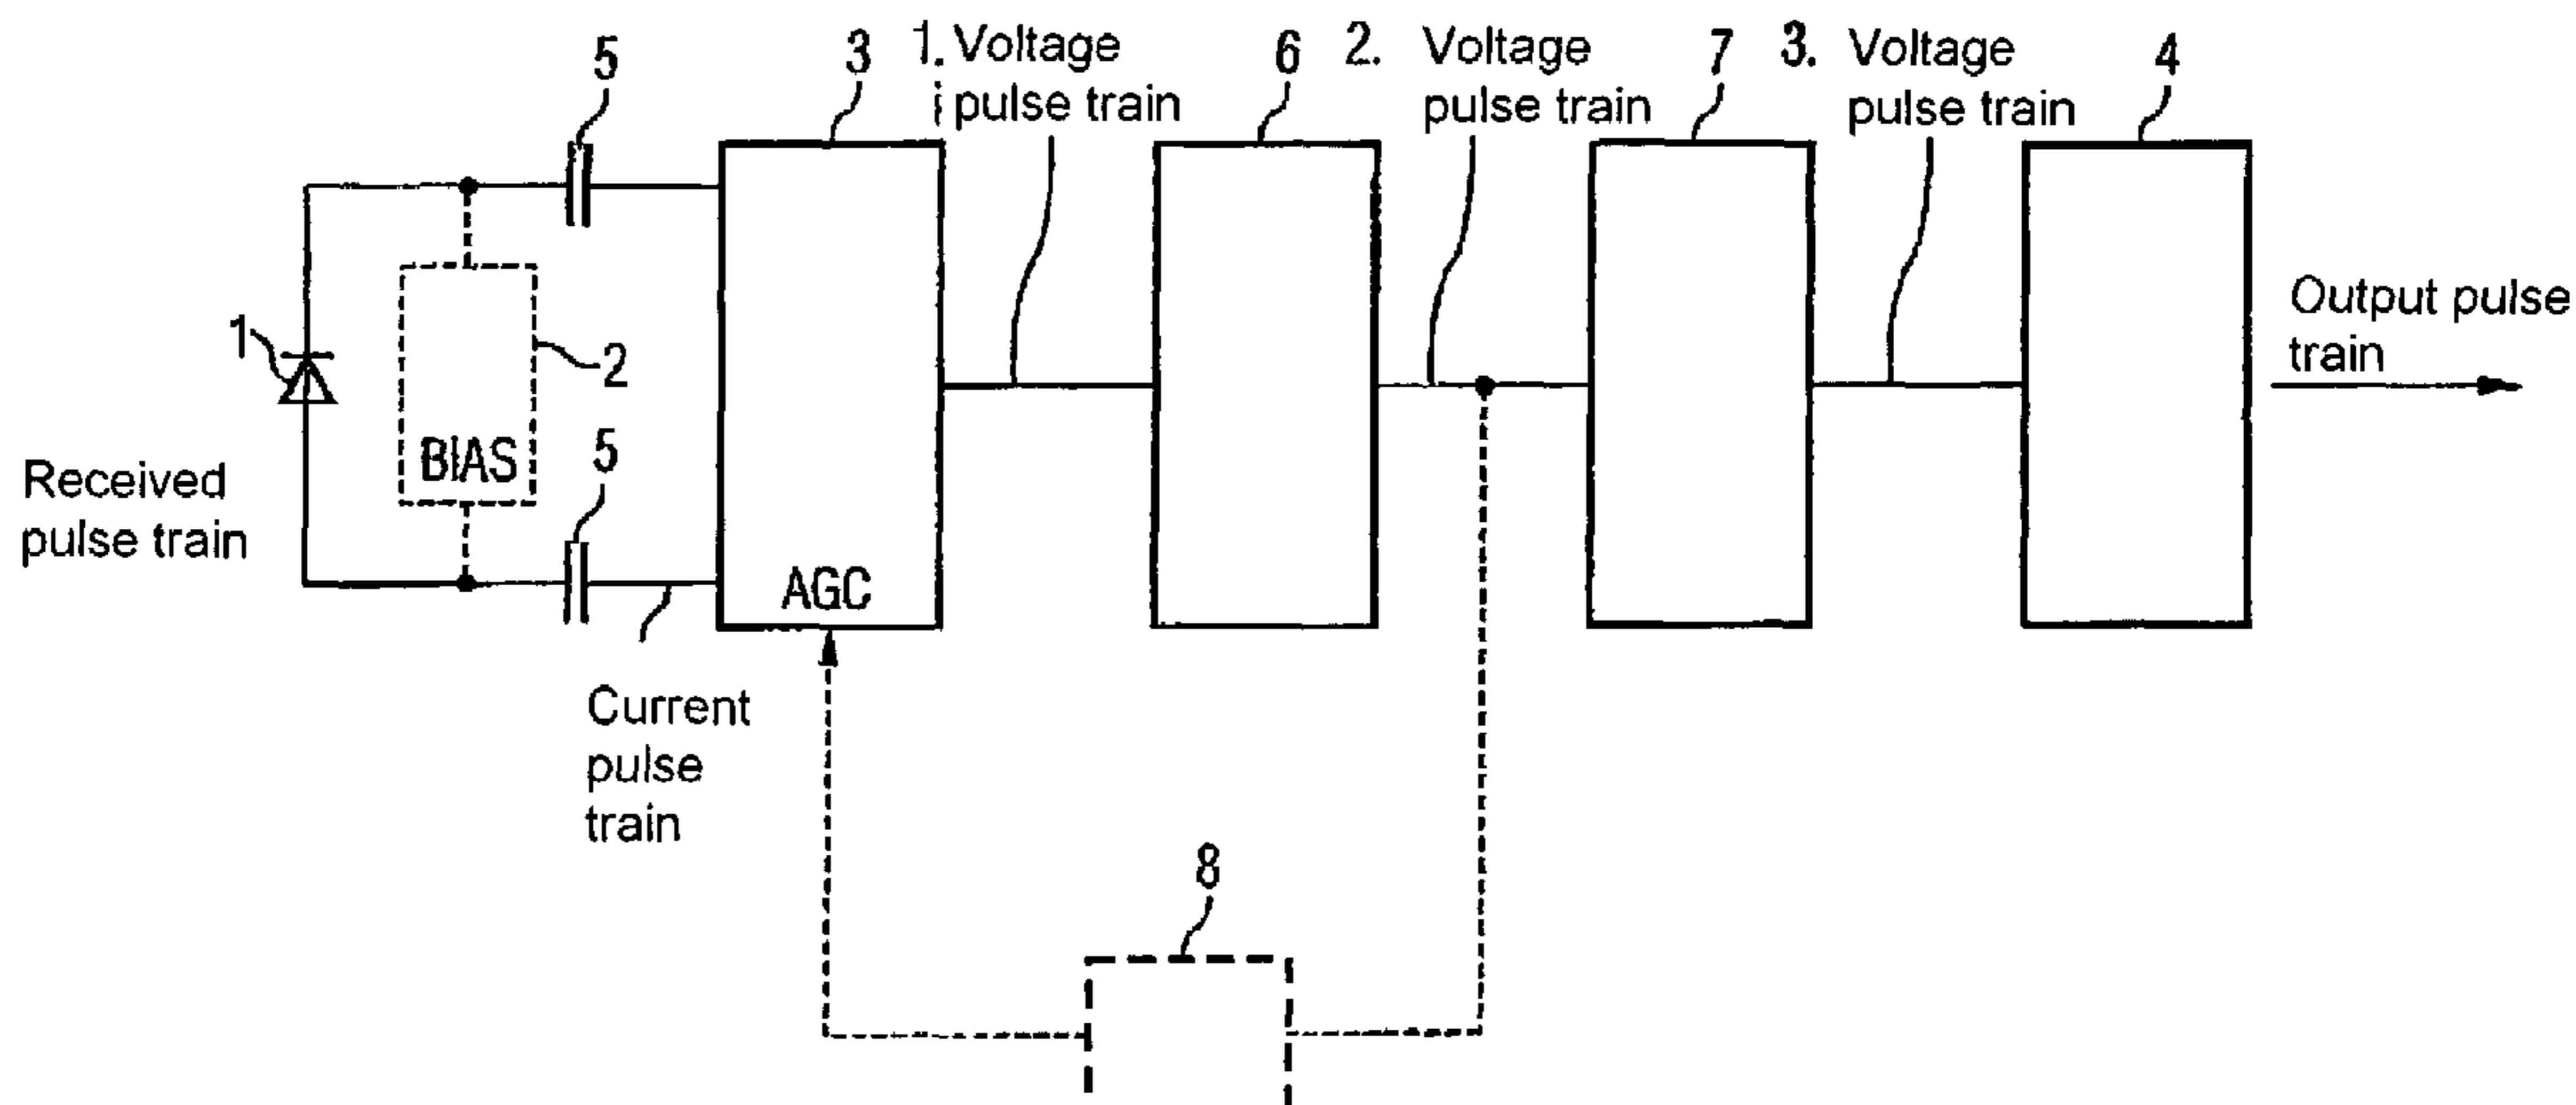 5
3
1. Voltage
pulse train
6
2. Voltage
pulse train
7
3. Voltage
pulse train
4
1
2
BIAS
Received
pulse train
5
AGC
Current
pulse
train
Output pulse
train
8